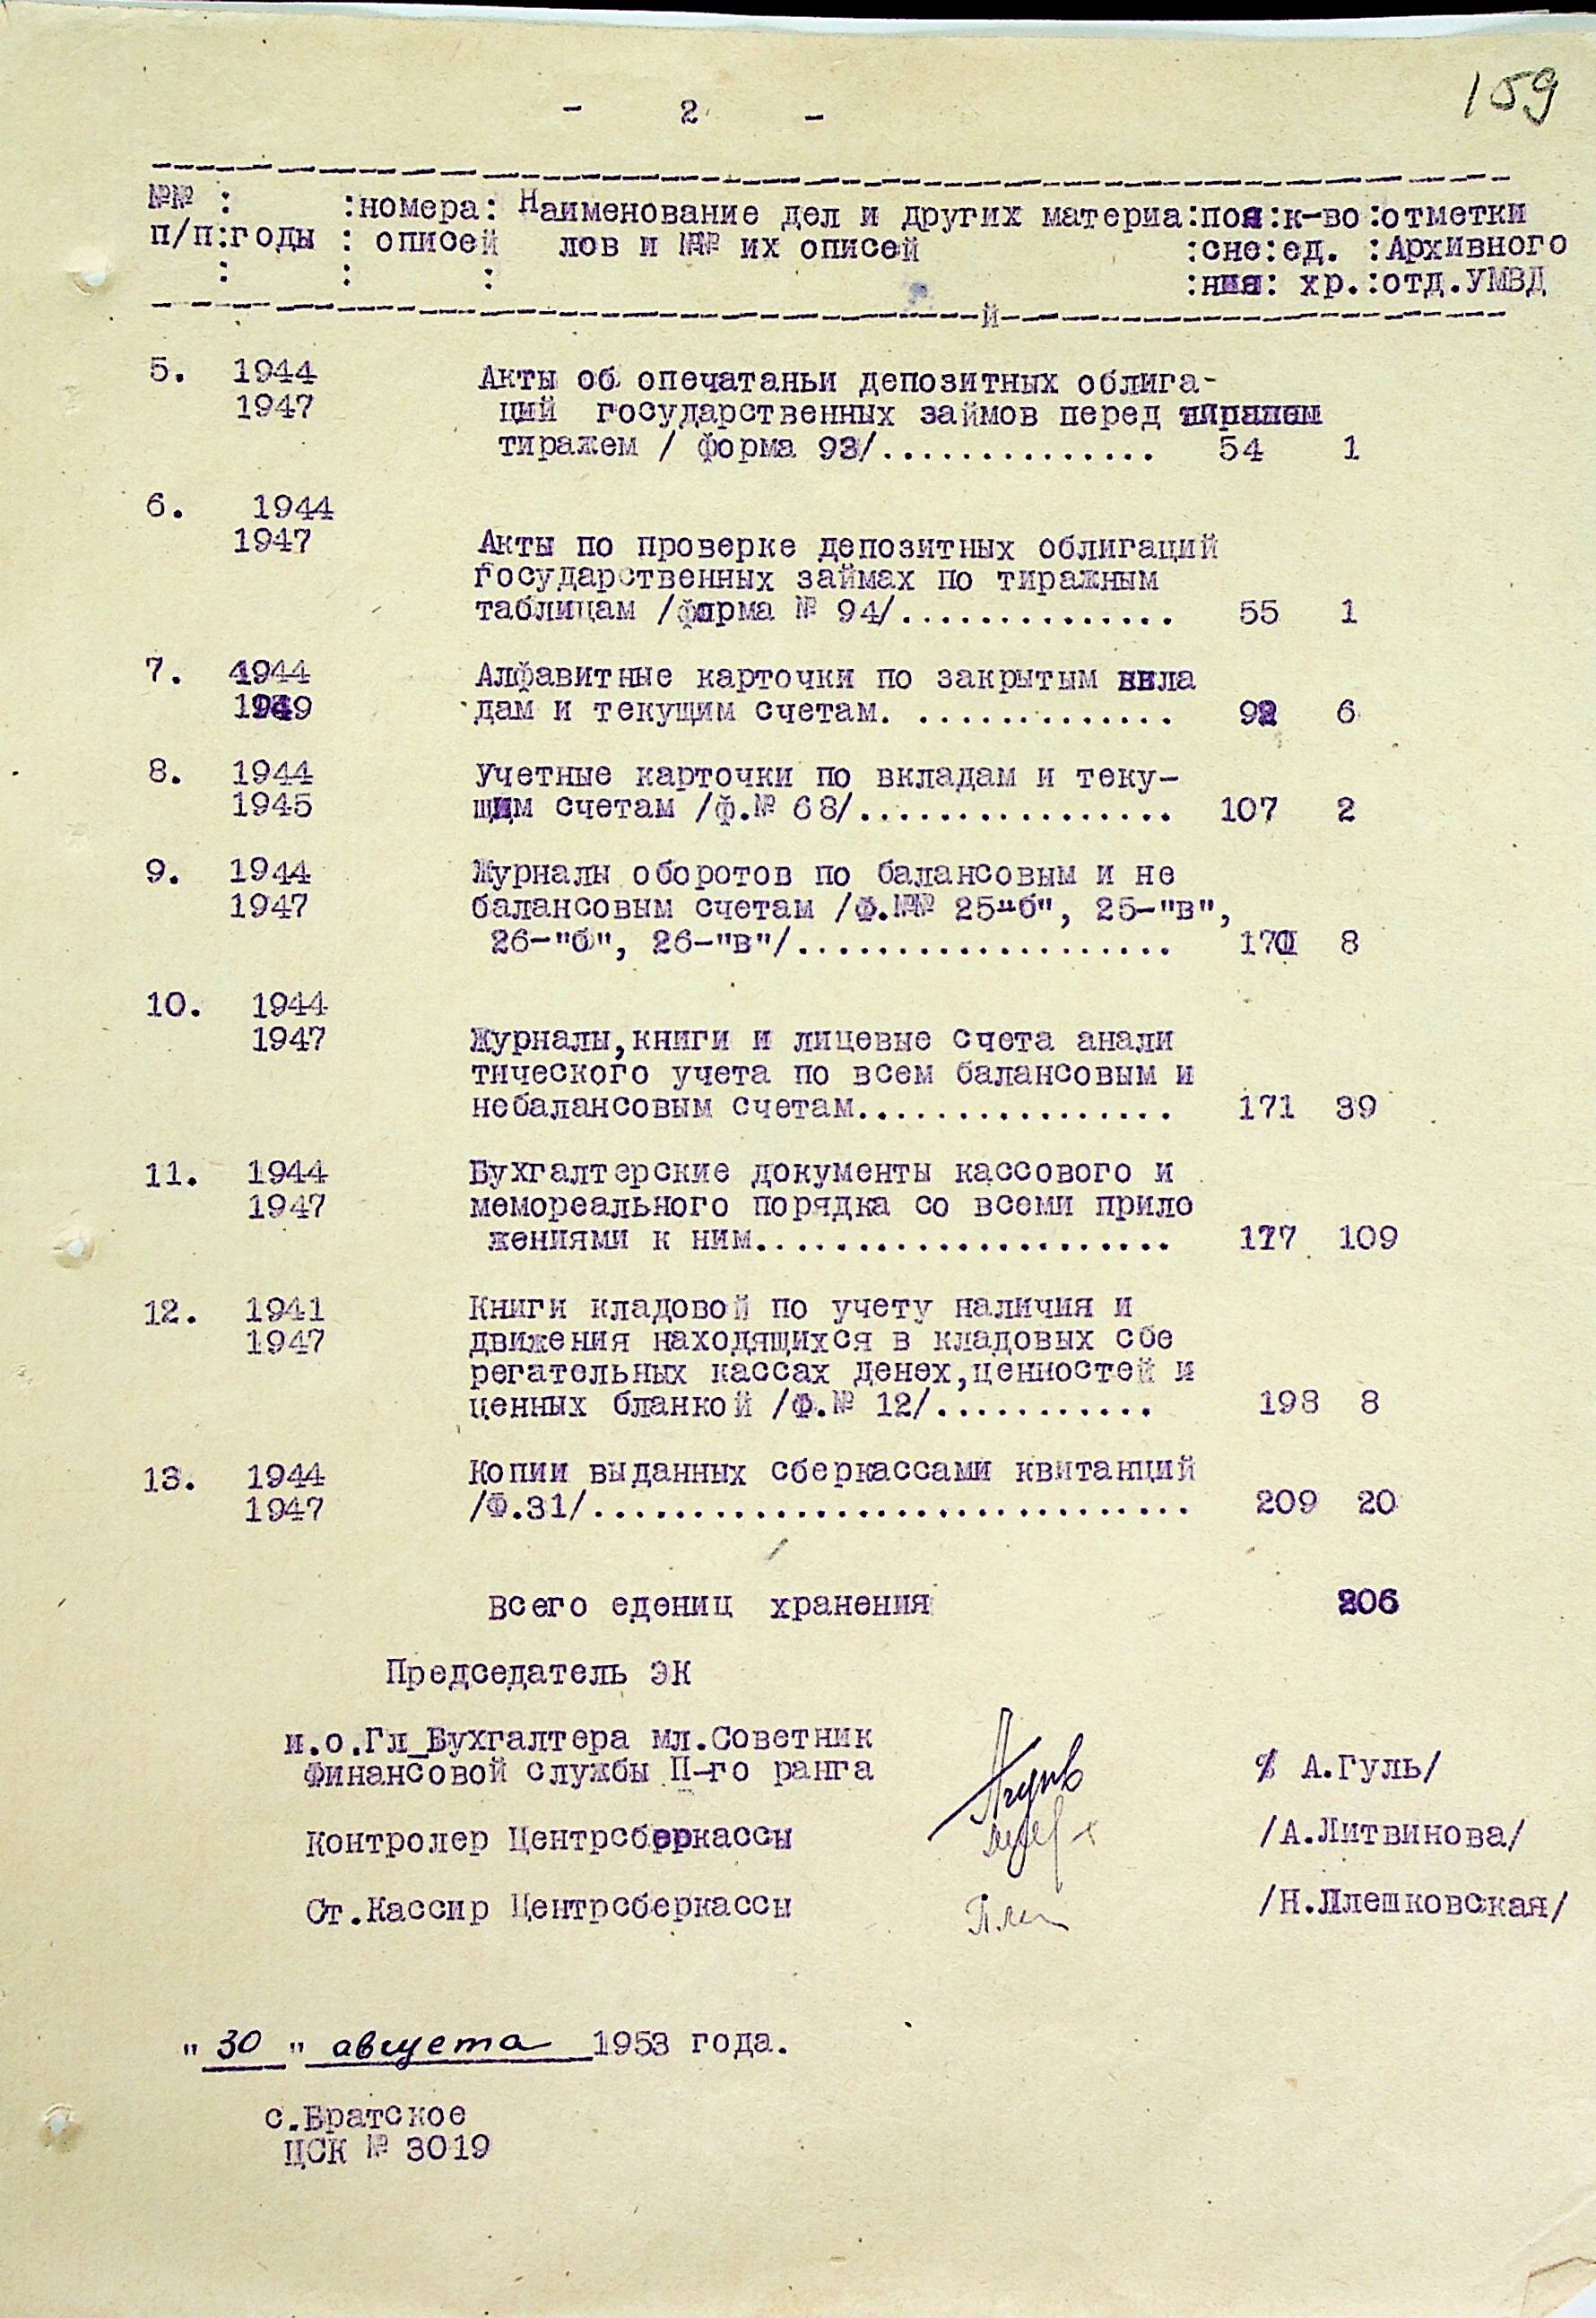 159
- 2 -
№№ : :номера: Наименование дел и других материа:поя:к-во:отметки
п/п:годы : описей лов и №№ их описей :сне:ед. :Архивного
: : : :ния: хр.:отд.УМВД
й
5. 1944 Акты об опечатаньи депозитных облига-
1947 ций государственных займов перед
тиражем / форма 93/.............. 54 1
6. 1944
1947 Акты по проверке депозитных облигаций
государственных займах по тиражным
таблицам /форма № 94/.............. 55 1
7. 1944 Алфавитные карточки по закрытым вкла
1949 дам и текущим счетам. ............. 92 6
8. 1944 Учетные карточки по вкладам и теку-
1945 щим счетам /ф.№ 68/................ 107 2
9. 1944 Журналы оборотов по балансовым и не
1947 балансовым счетам /Ф.№№ 25"б", 25-"в",
26-"б", 26-"в"/................... 170 8
10. 1944
1947 Журналы,книги и лицевые счета анали
тического учета по всем балансовым и
небалансовым счетам................ 171 39
11. 1944 Бухгалтерские документы кассового и
1947 мемореального порядка со всеми прило
жениями к ним..................... 177 109
12. 1941 Книги кладовой по учету наличия и
1947 движения находящихся в кладовых сбе
регательных кассах денех,ценностей и
ценных бланкой /Ф.№ 12/........... 198 8
13. 1944 Копии выданных сберкассами квитанций
1947 /Ф.31/.............................. 209 20
Всего едениц хранения 206
Председатель ЭК
и.о.Гл_Бухгалтера мл.Советник
Финансовой службы II-го ранга / А.Гуль/
Контролер Центрсберкассы /А.Литвинова/
Ст.Кассир Центрсберкассы /Н.Плешковская/
"30" августа 1953 года.
с.Братское
ЦСК № 3019